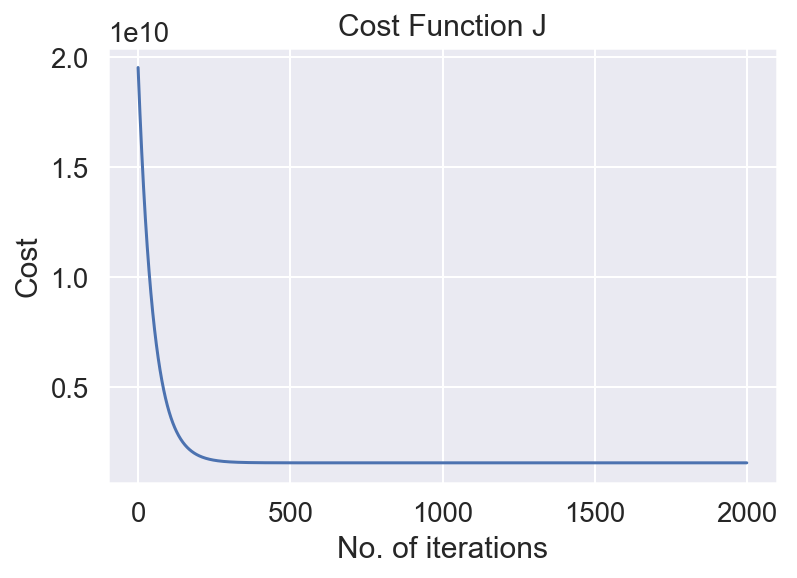 Cost Function J
1e10
2.0
1.5
1.0
0.5
Cost
0 500 1000 1500 2000
No. of iterations